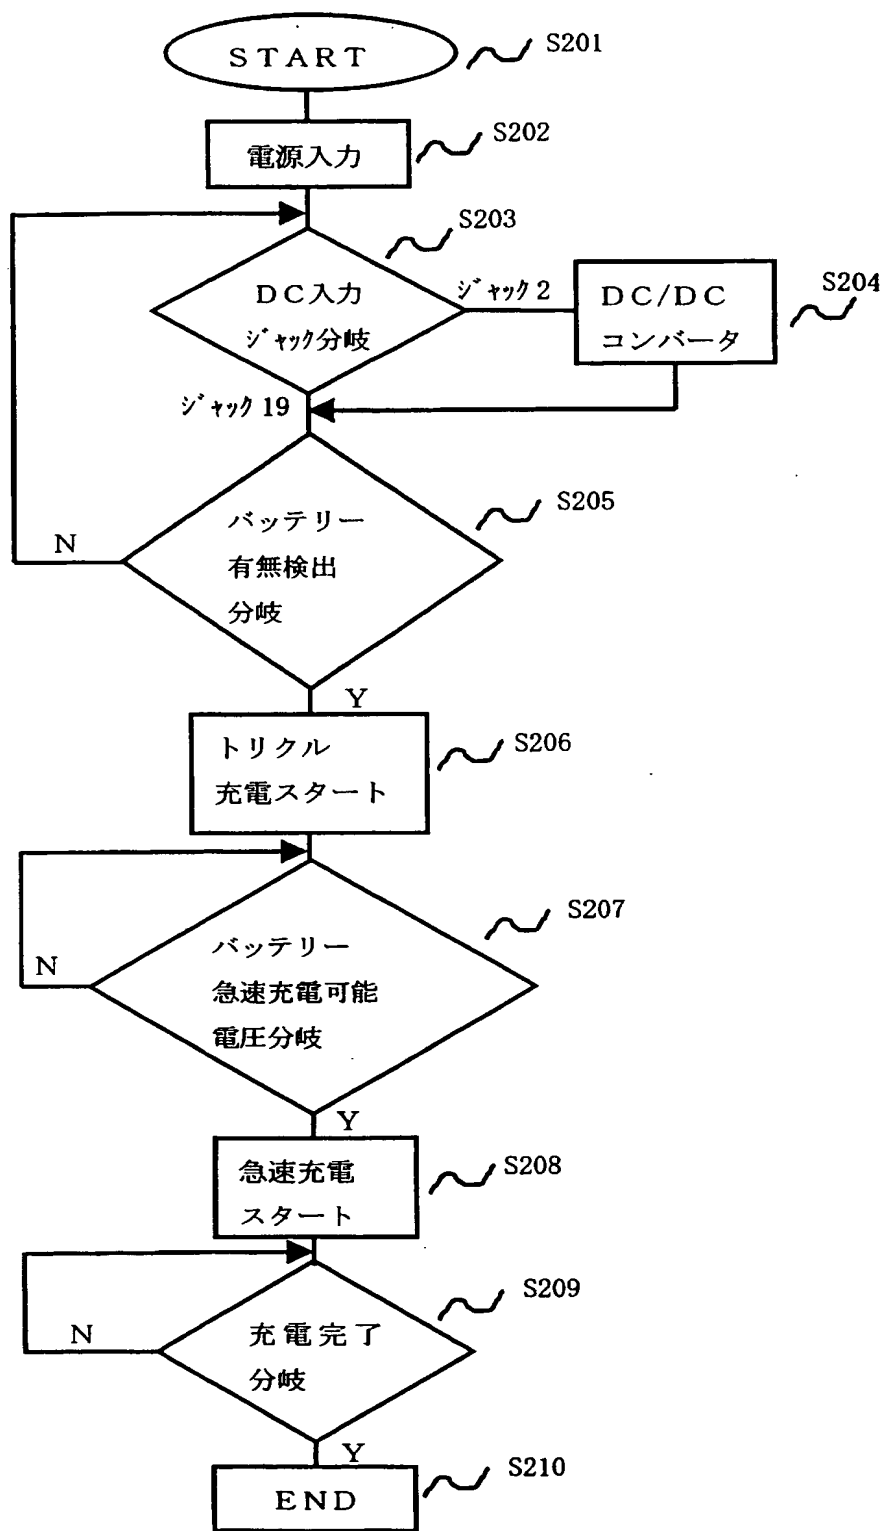 START
S201
電源入力
S202
S203
DC入力
ジャック分岐
ジャック2
DC/DC
コンバータ
S204
ジャック19
S205
バッテリー
有無検出
分岐
N
Y
トリクル
充電スタート
S206
S207
バッテリー
急速充電可能
電圧分岐
N
Y
急速充電
スタート
S208
S209
充電完了
分岐
N
Y
END
S210